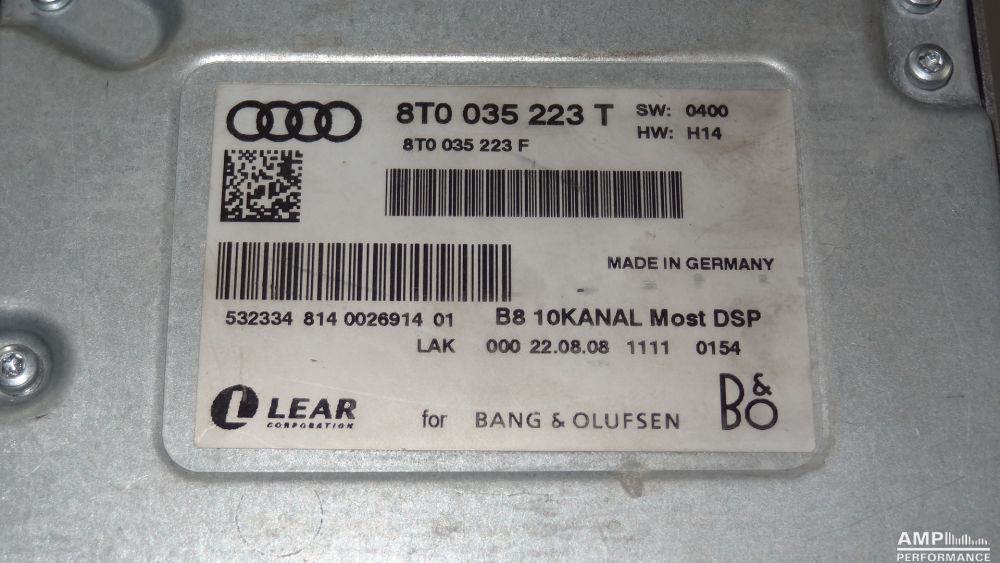 8T0 035 223 T SW: 0400
8T0 035 223 F HW: H14
MADE IN GERMANY
532334 814 0026914 01 B8 10KANAL Most DSP
LAK 000 22.08.08 1111 0154
LEAR
CORPORATION
for BANG & OLUFSEN
B&O
AMP
PERFORMANCE